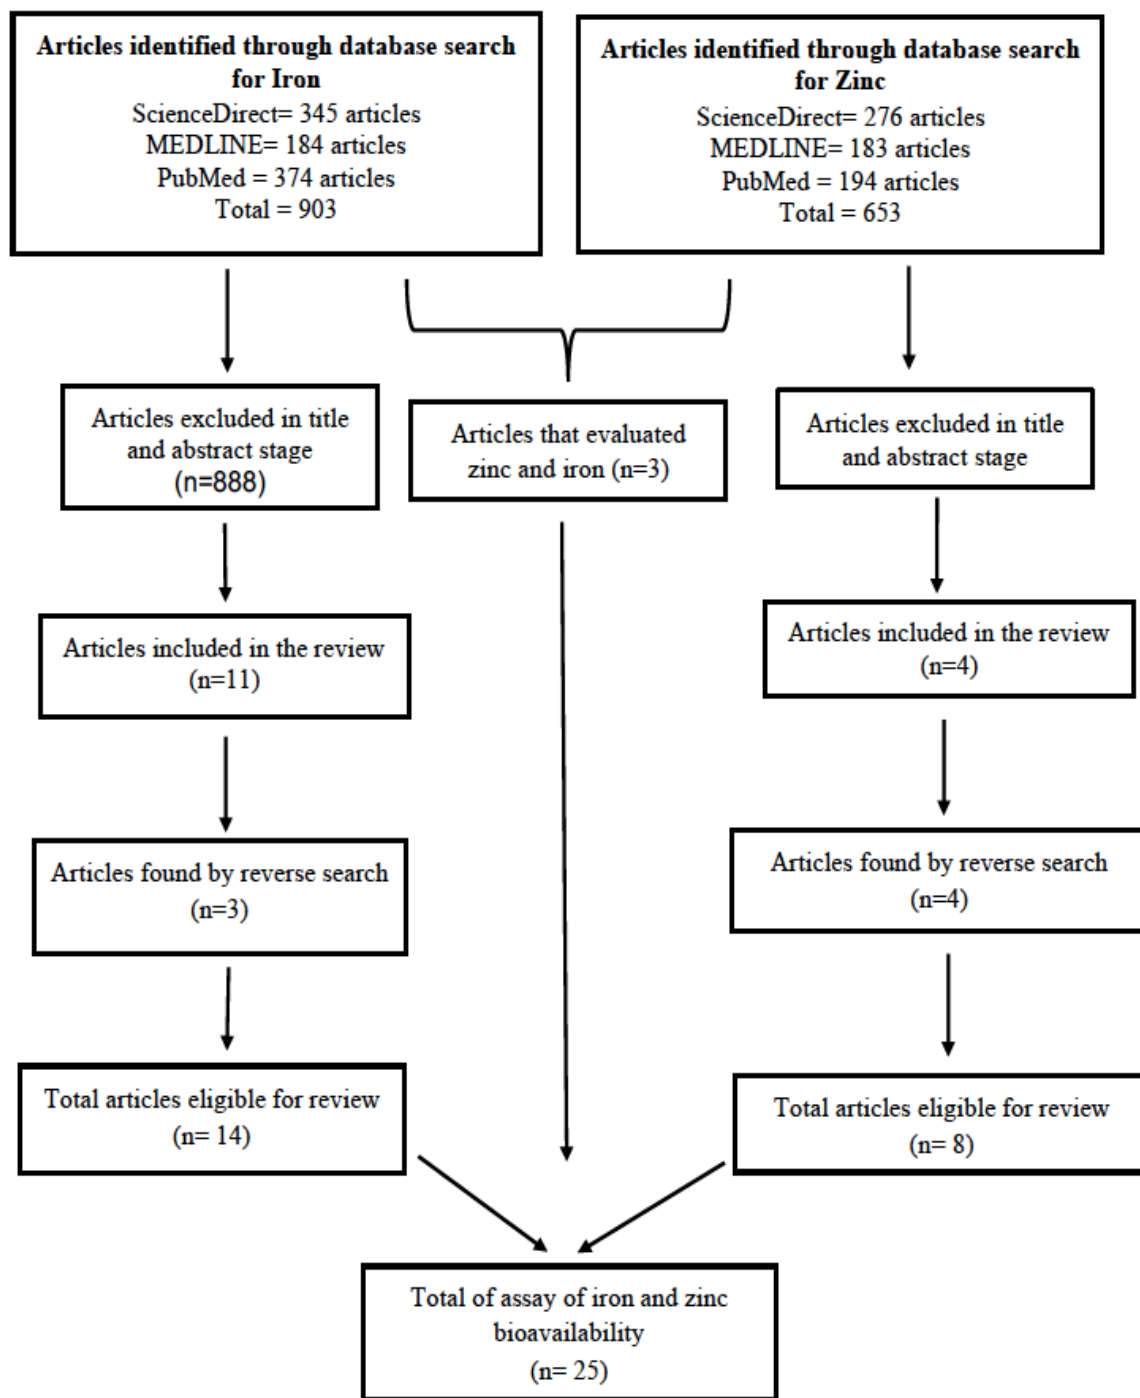 Articles identified through database search
for Iron
ScienceDirect= 345 articles
MEDLINE= 184 articles
PubMed = 374 articles
Total = 903
Articles identified through database search
for Zinc
ScienceDirect= 276 articles
MEDLINE= 183 articles
PubMed = 194 articles
Total = 653
Articles excluded in title
and abstract stage
(n=888)
Articles that evaluated
zinc and iron (n=3)
Articles excluded in title
and abstract stage
Articles included in the review
(n=11)
Articles included in the review
(n=4)
Articles found by reverse search
(n=3)
Articles found by reverse search
(n=4)
Total articles eligible for review
(n= 14)
Total articles eligible for review
(n= 8)
Total of assay of iron and zinc
bioavailability
(n= 25)